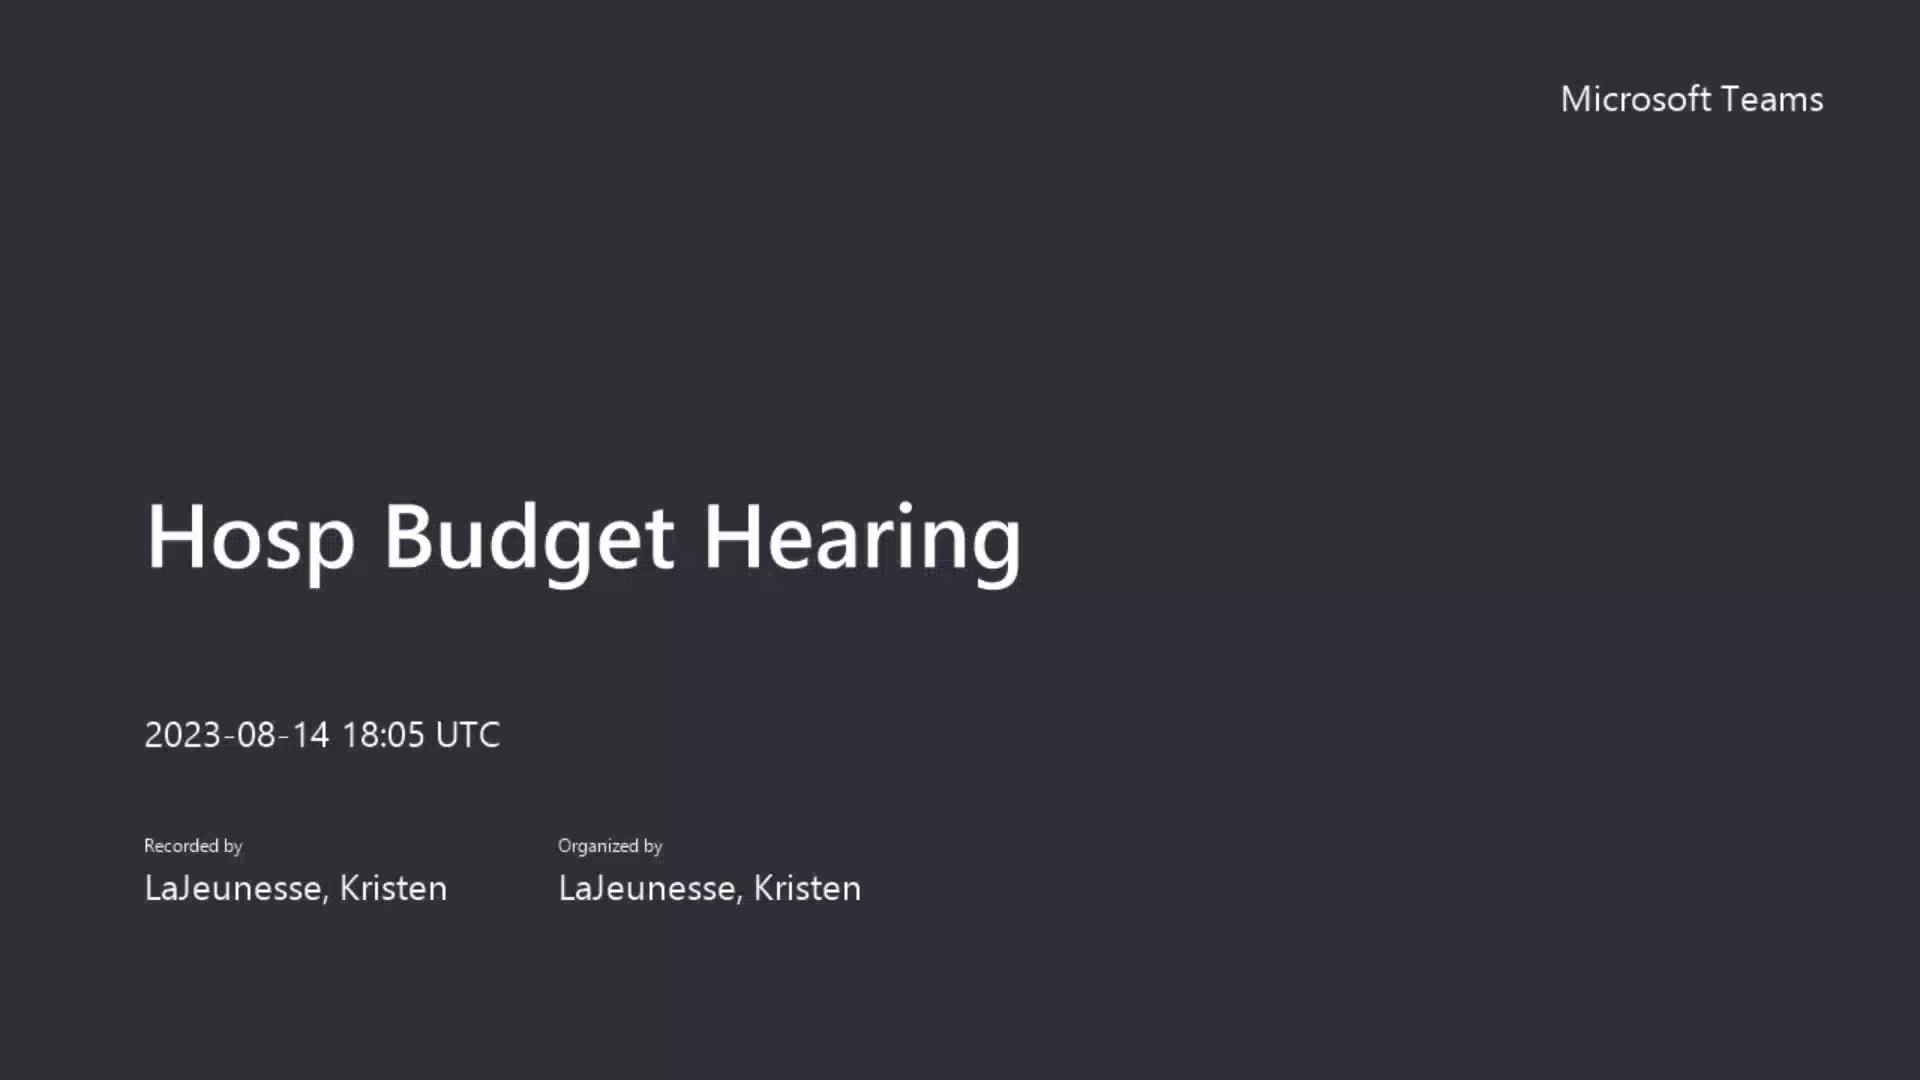 Microsoft Teams
Hosp Budget Hearing
2023-08-14 18:05 UTC
Recorded by
Organized by
LaJeunesse, Kristen
LaJeunesse, Kristen